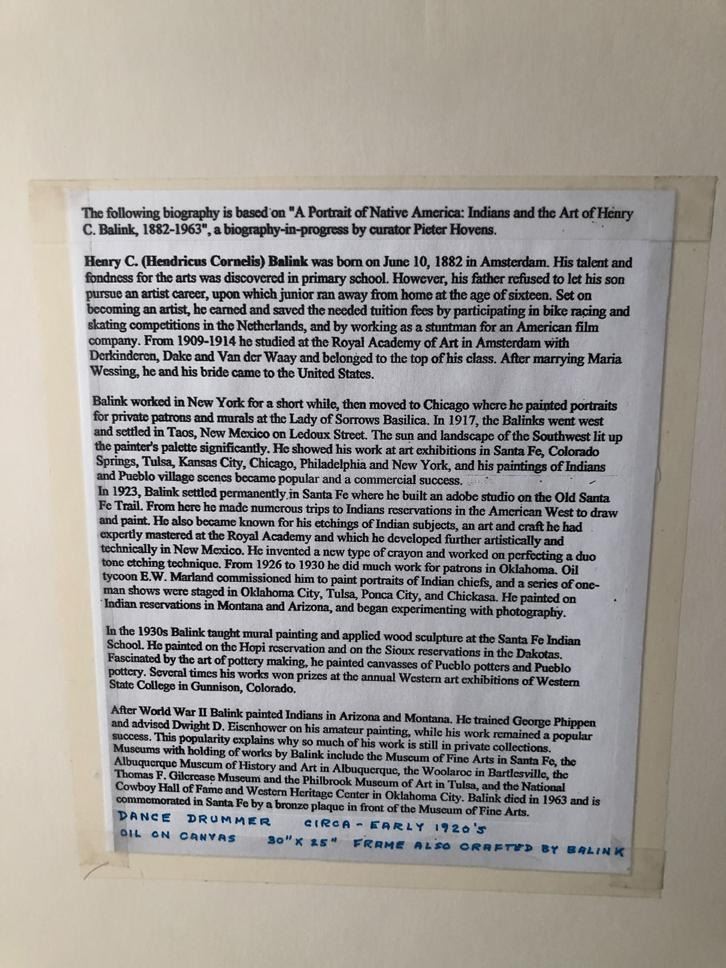 The following biography is based on "A Portrait of Native America: Indians and the Art of Henry
C. Balink, 1882-1963", a biography-in-progress by curator Pieter Hovens.
Henry C. (Hendricus Cornelis) Balink was born on June 10, 1882 in Amsterdam. His talent and
fondness for the arts was discovered in primary school. However, his father refused to let his son
pursue an artist career, upon which junior ran away from home at the age of sixteen. Set on
becoming an artist, he earned and saved the needed tuition fees by participating in bike racing and
skating competitions in the Netherlands, and by working as a stuntman for an American film
company. From 1909-1914 he studied at the Royal Academy of Art in Amsterdam with
Derkinderen, Dake and Van der Waay and belonged to the top of his class. After marrying Maria
Wessing, he and his bride came to the United States.
Balink worked in New York for a short while, then moved to Chicago where he painted portraits
for private patrons and murals at the Lady of Sorrows Basilica. In 1917, the Balinks went west
and settled in Taos, New Mexico on Ledoux Street. The sun and landscape of the Southwest lit up
the painter's palette significantly. He showed his work at art exhibitions in Santa Fe, Colorado
Springs, Tulsa, Kansas City, Chicago, Philadelphia and New York, and his paintings of Indians
and Pueblo village scenes became popular and a commercial success.
In 1923, Balink settled permanently in Santa Fe where he built an adobe studio on the Old Santa
Fe Trail. From here he made numerous trips to Indians reservations in the American West to draw
and paint. He also became known for his etchings of Indian subjects, an art and craft he had
expertly mastered at the Royal Academy and which he developed further artistically and
technically in New Mexico. He invented a new type of crayon and worked on perfecting a duo
tone etching technique. From 1926 to 1930 he did much work for patrons in Oklahoma. Oil
tycoon E.W. Marland commissioned him to paint portraits of Indian chiefs, and a series of one-
man shows were staged in Oklahoma City, Tulsa, Ponca City, and Chickasa. He painted on
Indian reservations in Montana and Arizona, and began experimenting with photography.
In the 1930s Balink taught mural painting and applied wood sculpture at the Santa Fe Indian
School. He painted on the Hopi reservation and on the Sioux reservations in the Dakotas.
Fascinated by the art of pottery making, he painted canvasses of Pueblo potters and Pueblo
pottery. Several times his works won prizes at the annual Western art exhibitions of Western
State College in Gunnison, Colorado.
After World War II Balink painted Indians in Arizona and Montana. He trained George Phippen
and advised Dwight D. Eisenhower on his amateur painting, while his work remained a popular
success. This popularity explains why so much of his work is still in private collections.
Museums with holding of works by Balink include the Museum of Fine Arts in Santa Fe, the
Albuquerque Museum of History and Art in Albuquerque, the Woolaroc in Bartlesville, the
Thomas F. Gilcrease Museum and the Philbrook Museum of Art in Tulsa, and the National
Cowboy Hall of Fame and Western Heritage Center in Oklahoma City. Balink died in 1963 and is
commemorated in Santa Fe by a bronze plaque in front of the Museum of Fine Arts.
DANCE DRUMMER CIRCA - EARLY 1920'S
OIL ON CANVAS 30" X 25" FRAME ALSO CRAFTED BY BALINK